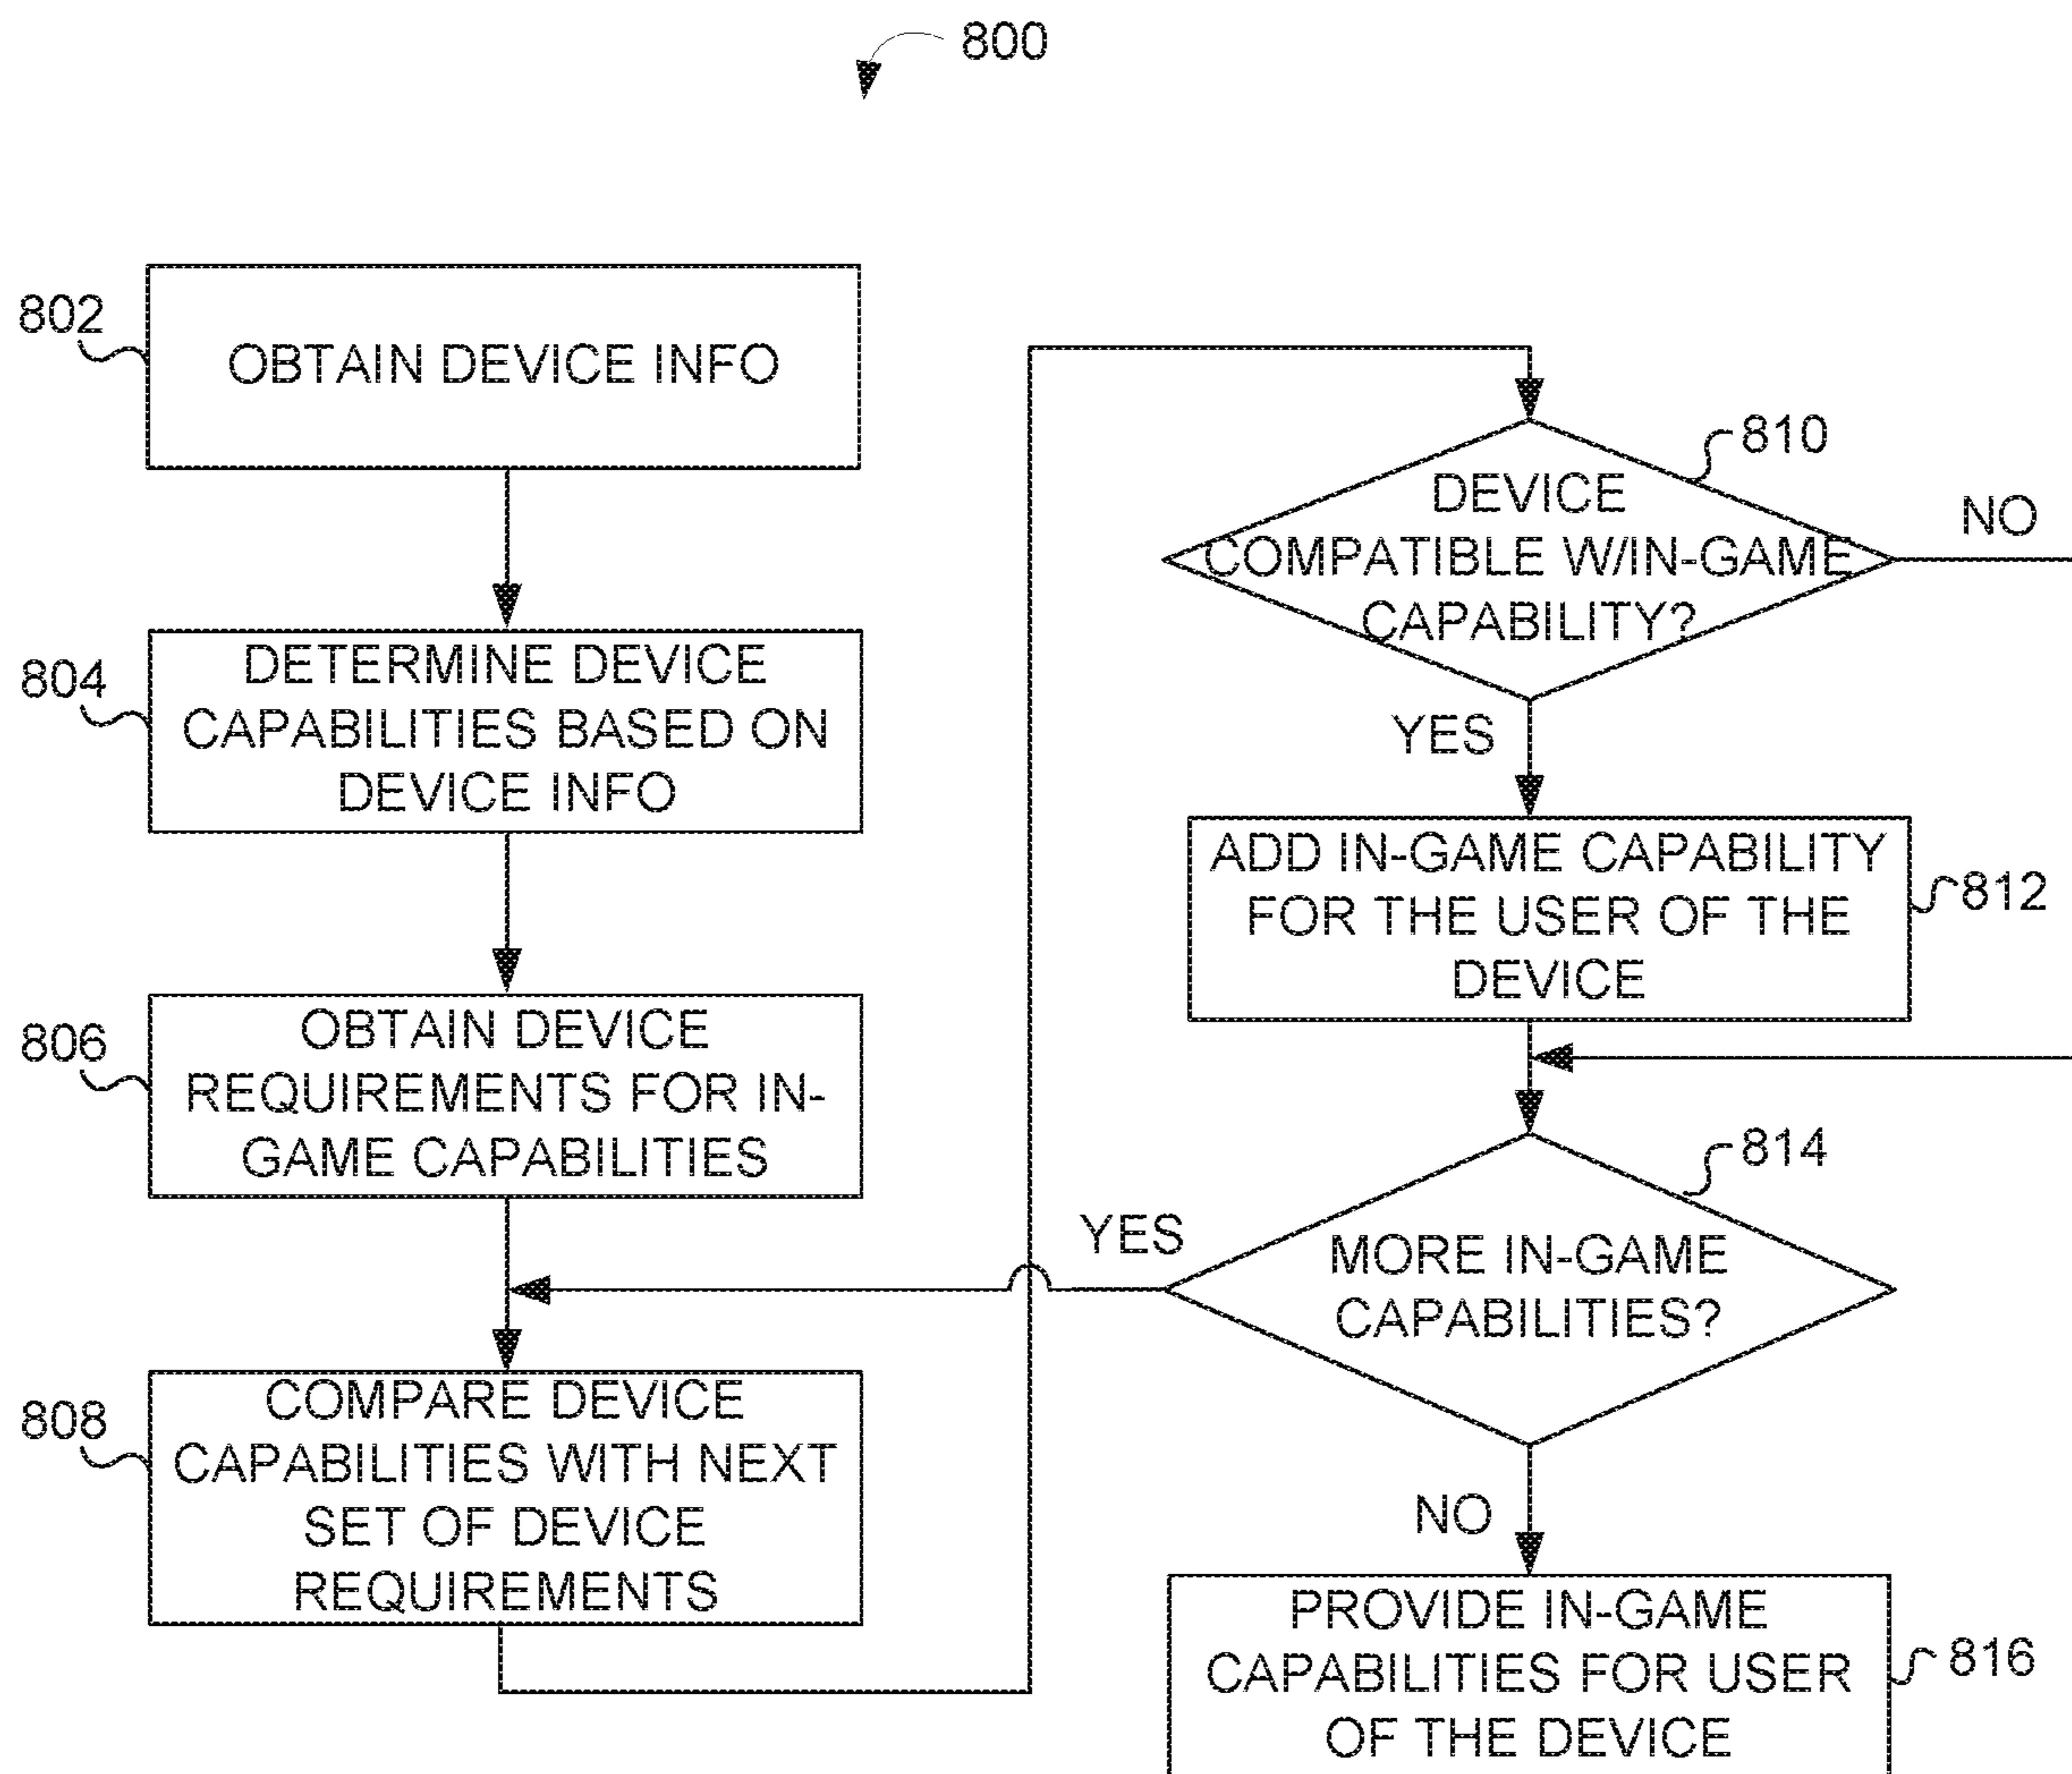 800
802
OBTAIN DEVICE INFO
804
DETERMINE DEVICE
CAPABILITIES BASED ON
DEVICE INFO
806
OBTAIN DEVICE
REQUIREMENTS FOR IN-
GAME CAPABILITIES
808
COMPARE DEVICE
CAPABILITIES WITH NEXT
SET OF DEVICE
REQUIREMENTS
810
DEVICE
COMPATIBLE W/IN-GAME
CAPABILITY?
NO
YES
ADD IN-GAME CAPABILITY
FOR THE USER OF THE
DEVICE
812
814
MORE IN-GAME
CAPABILITIES?
YES
NO
PROVIDE IN-GAME
CAPABILITIES FOR USER
OF THE DEVICE
816